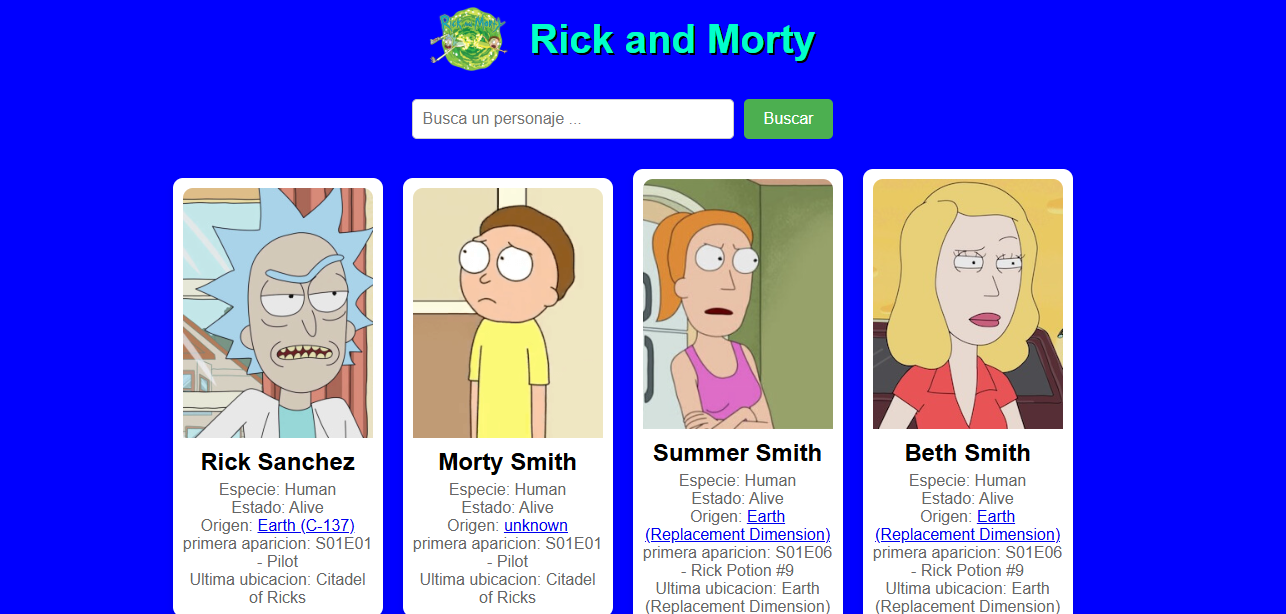 Rick and Morty
Busca un personaje ...
Buscar
Rick Sanchez
Especie: Human
Estado: Alive
Origen: Earth (C-137)
primera aparicion: S01E01
- Pilot
Ultima ubicacion: Citadel
of Ricks
Morty Smith
Especie: Human
Estado: Alive
Origen: unknown
primera aparicion: S01E01
- Pilot
Ultima ubicacion: Citadel
of Ricks
Summer Smith
Especie: Human
Estado: Alive
Origen: Earth
(Replacement Dimension)
primera aparicion: S01E06
- Rick Potion #9
Ultima ubicacion: Earth
(Replacement Dimension)
Beth Smith
Especie: Human
Estado: Alive
Origen: Earth
(Replacement Dimension)
primera aparicion: S01E06
- Rick Potion #9
Ultima ubicacion: Earth
(Replacement Dimension)